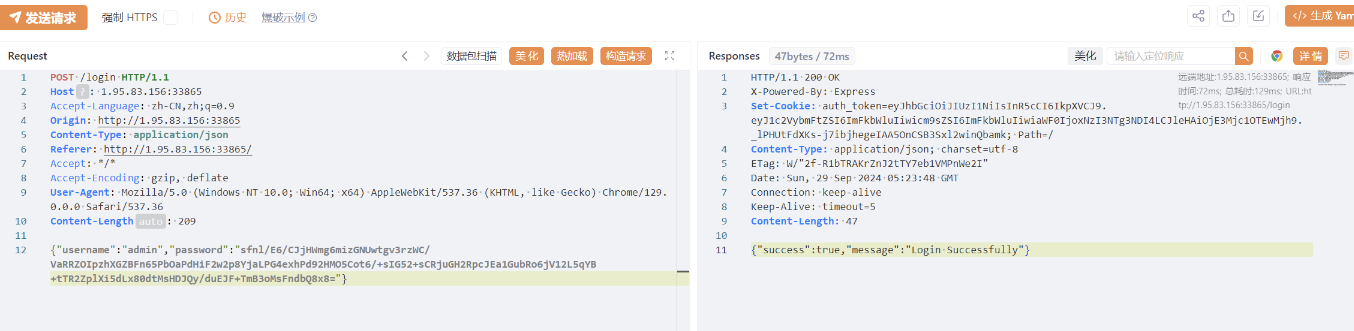 发送请求 强制 HTTPS 历史 爆破示例 </> 生成 Yam
Request 数据包扫描 美化 热加载 构造请求
1 POST /login HTTP/1.1
2 Host : 1.95.83.156:33865
3 Accept-Language: zh-CN,zh;q=0.9
4 Origin: http://1.95.83.156:33865
5 Content-Type: application/json
6 Referer: http://1.95.83.156:33865/
7 Accept: */*
8 Accept-Encoding: gzip, deflate
9 User-Agent: Mozilla/5.0 (Windows NT 10.0; Win64; x64) AppleWebKit/537.36 (KHTML, like Gecko) Chrome/129.
0.0.0 Safari/537.36
10 Content-Length auto : 209
11
12 {"username":"admin","password":"sfnl/E6/CJjHWmg6mizGNUwtgv3rzWC/
VaRRZOIpzhXGZBFn65PbOaPdHiF2w2p8YjaLPG4exhPd92HMO5Cot6/+sIG52+sCRjuGH2RpcJEa1GubRo6jV12L5qYB
+tTR2ZplXi5dLx80dtMsHDJQy/duEJF+TmB3oMsFndbQ8x8="}
Responses 47bytes / 72ms 美化 请输入定位响应 详情
1 HTTP/1.1 200 OK
2 X-Powered-By: Express
3 Set-Cookie: auth_token=eyJhbGciOiJIUzI1NiIsInR5cCI6IkpXVCJ9.
eyJ1c2VybmFtZSI6ImFkbWluIiwicm9sZSI6ImFkbWluIiwiaWF0IjoxNzI3NTg3NDI4LCJleHAiOjE3Mjc1OTEwMjh9.
_lPHUtFdXKs-j7ibjhegeIAA5OnCSB3Sxl2winQbamk; Path=/
4 Content-Type: application/json; charset=utf-8
5 ETag: W/"2f-R1bTRAKrZnJ2tTY7eb1VMPnWe2I"
6 Date: Sun, 29 Sep 2024 05:23:48 GMT
7 Connection: keep-alive
8 Keep-Alive: timeout=5
9 Content-Length: 47
10
11 {"success":true,"message":"Login Successfully"}
远端地址:1.95.83.156:33865; 响应
时间:72ms; 总耗时:129ms; URL:ht
tp://1.95.83.156:33865/login